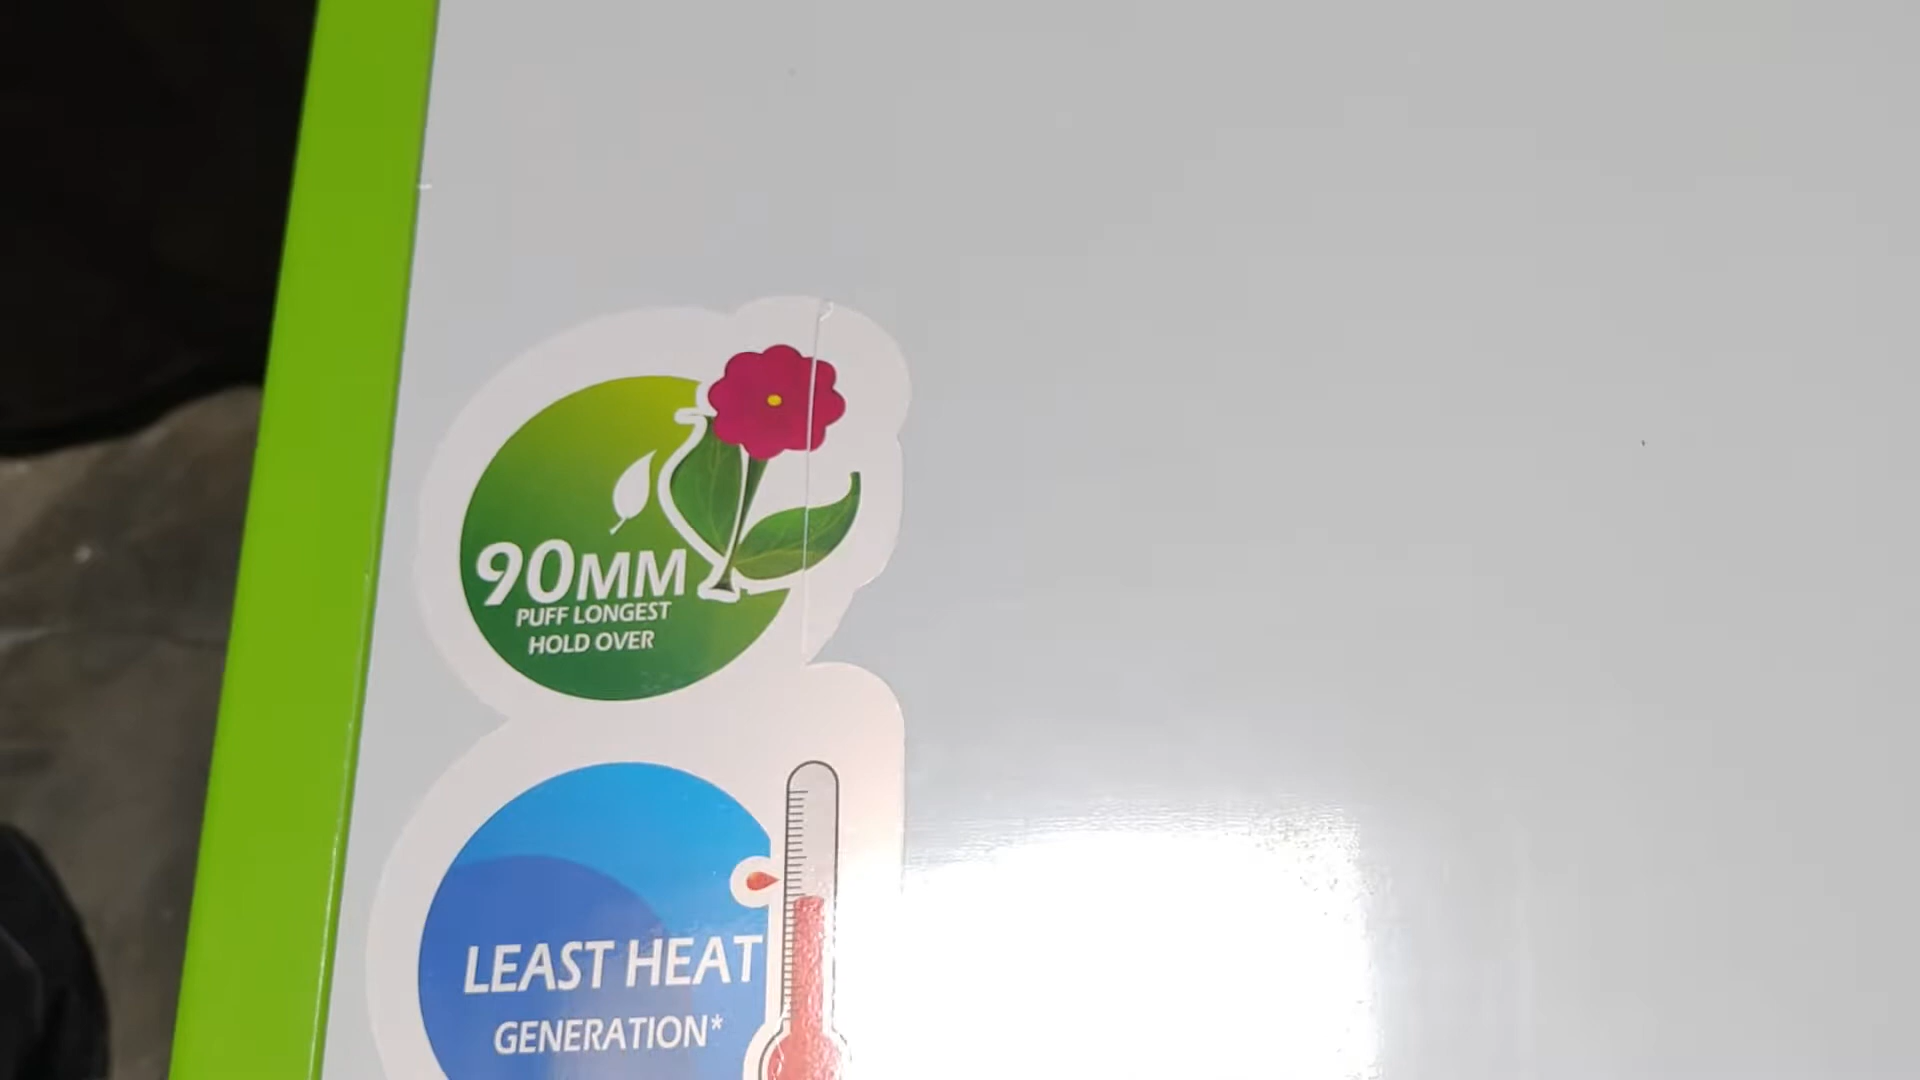 90MM
PUFF LONGEST
HOLD OVER
LEAST HEAT
GENERATION*